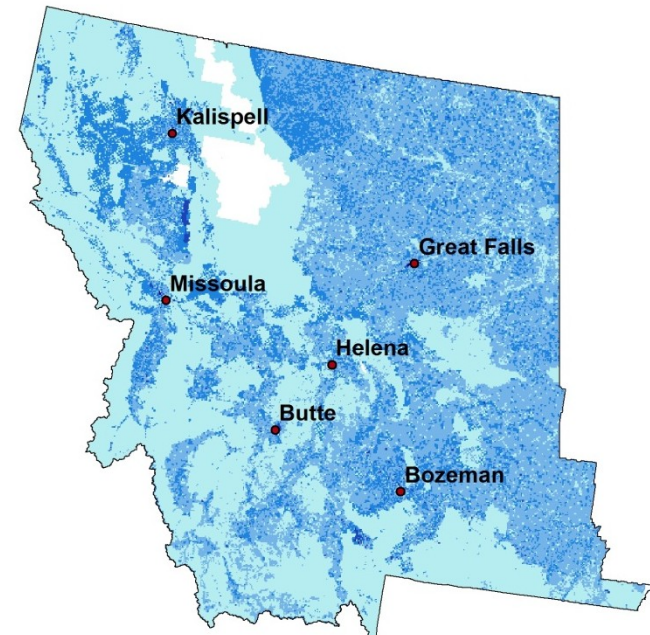 Kalispell
Great Falls
Missoula
Helena
Butte
Bozeman